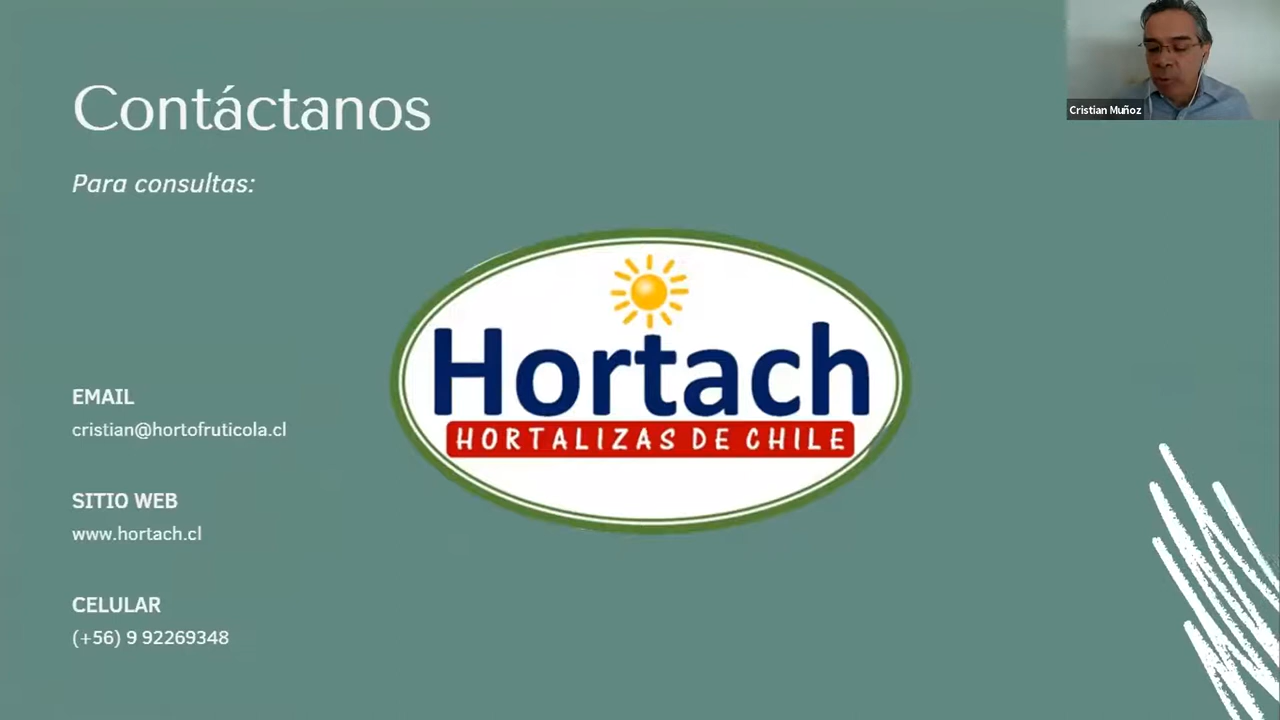 Contáctanos
Para consultas:
Hortach
HORTALIZAS DE CHILE
EMAIL
cristian@hortofruticola.cl
SITIO WEB
www.hortach.cl
CELULAR
(+56) 9 92269348
Cristian Muñoz